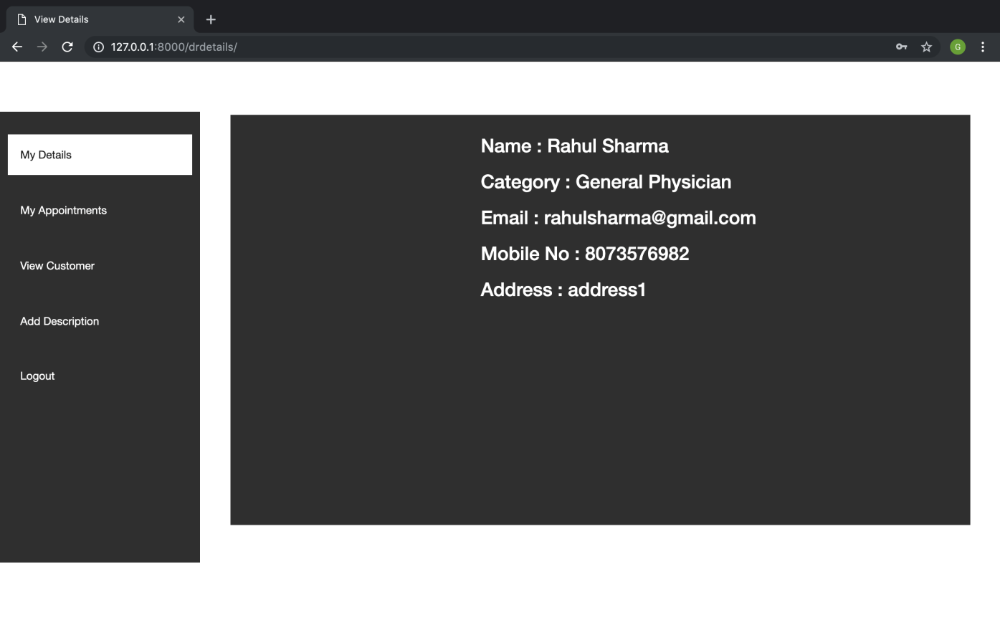 View Details
127.0.0.1:8000/drdetails/
G
My Details
My Appointments
View Customer
Add Description
Logout
Name : Rahul Sharma
Category : General Physician
Email : rahulsharma@gmail.com
Mobile No : 8073576982
Address : address1